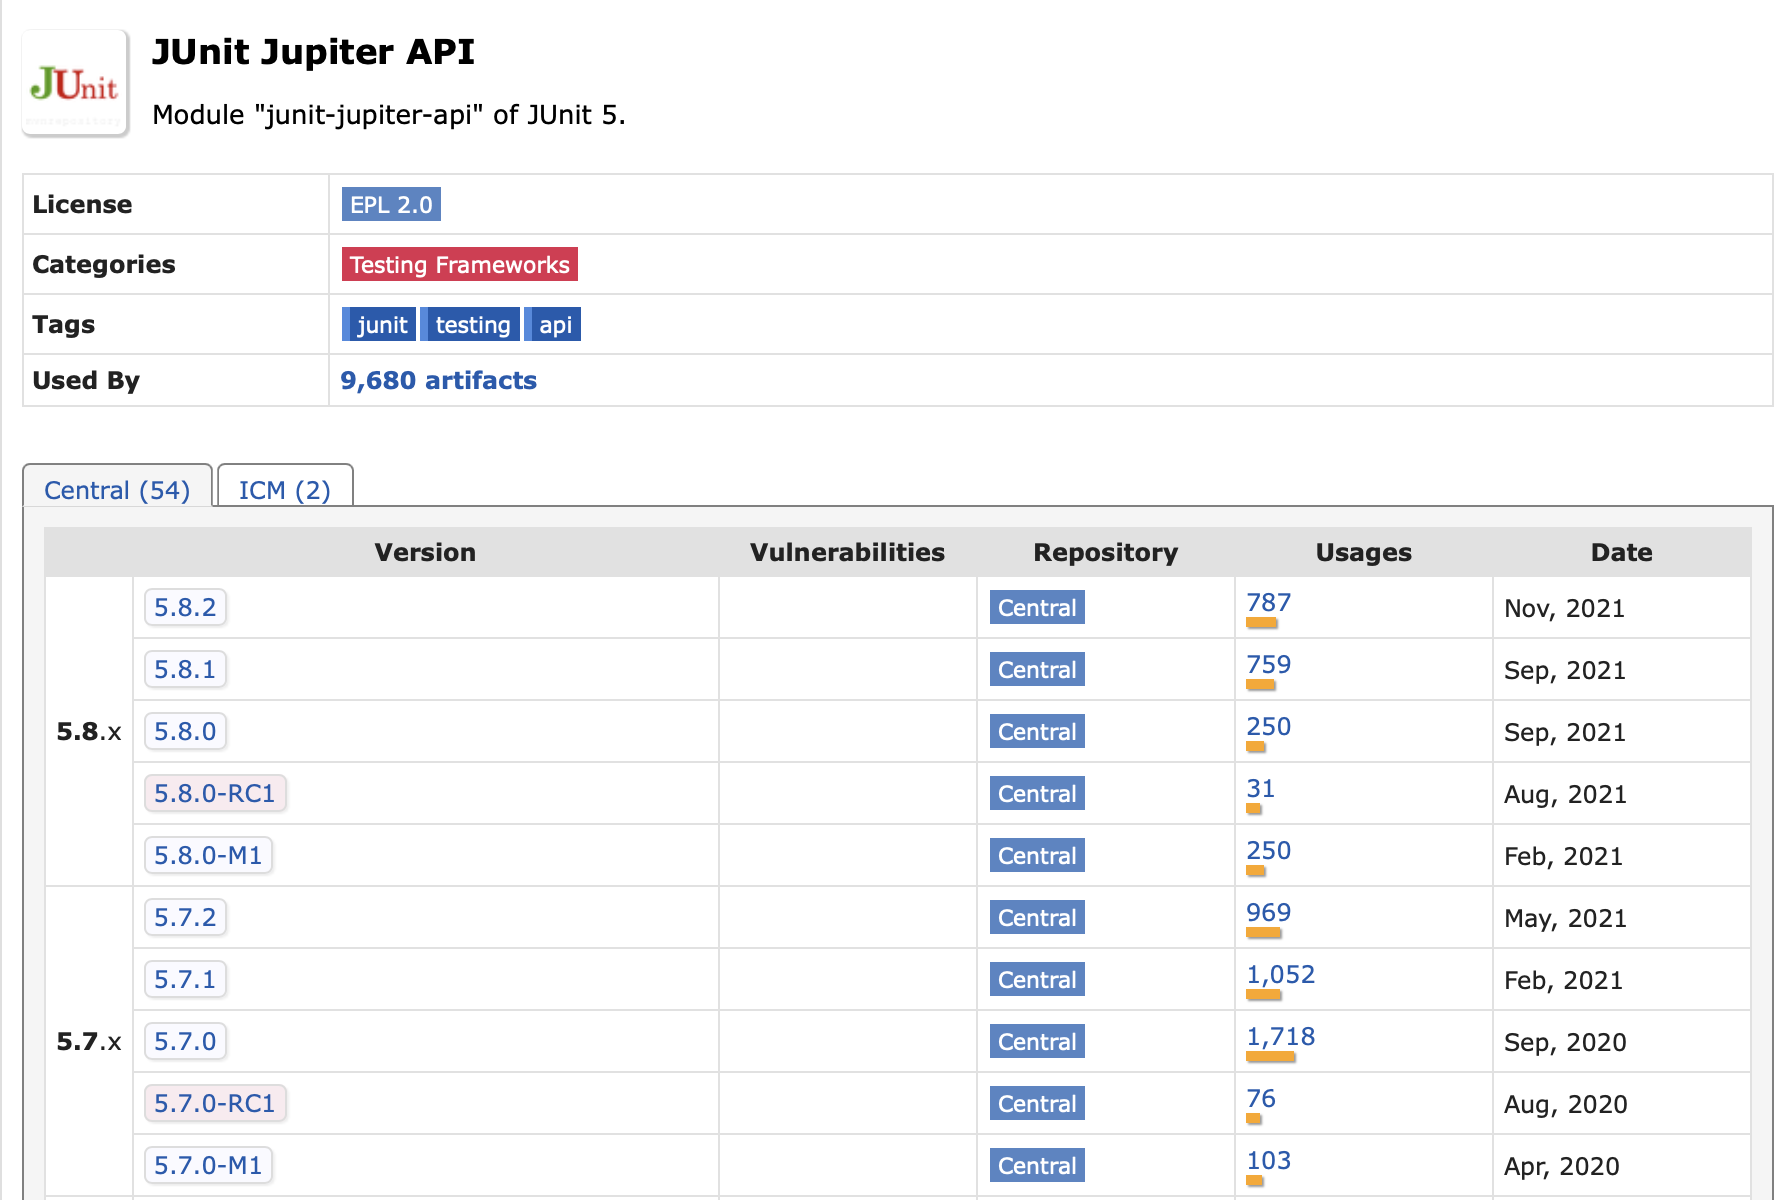 JUnit
JUnit Jupiter API
Module "junit-jupiter-api" of JUnit 5.
License EPL 2.0
Categories Testing Frameworks
Tags junit testing api
Used By 9,680 artifacts
Central (54) ICM (2)
Version Vulnerabilities Repository Usages Date
5.8.2 Central 787 Nov, 2021
5.8.1 Central 759 Sep, 2021
5.8.x 5.8.0 Central 250 Sep, 2021
5.8.0-RC1 Central 31 Aug, 2021
5.8.0-M1 Central 250 Feb, 2021
5.7.2 Central 969 May, 2021
5.7.1 Central 1,052 Feb, 2021
5.7.x 5.7.0 Central 1,718 Sep, 2020
5.7.0-RC1 Central 76 Aug, 2020
5.7.0-M1 Central 103 Apr, 2020